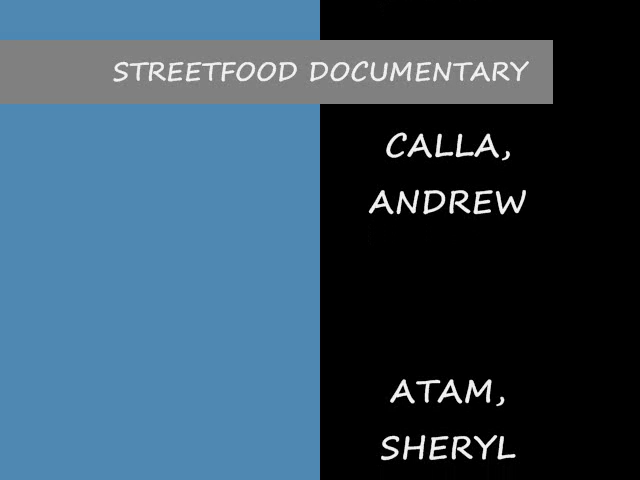 STREETFOOD DOCUMENTARY
CALLA,
ANDREW
ATAM,
SHERYL